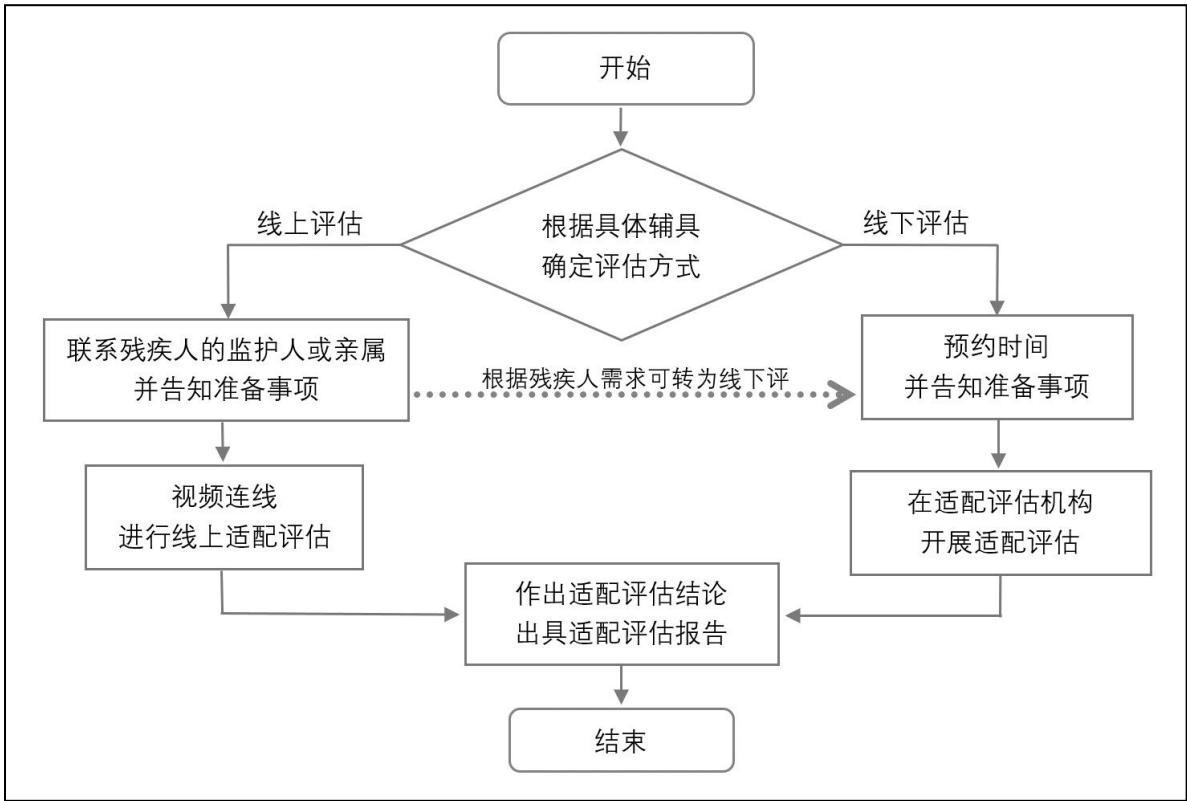 开始
线上评估
根据具体辅具
确定评估方式
线下评估
联系残疾人的监护人或亲属
并告知准备事项
根据残疾人需求可转为线下评
预约时间
并告知准备事项
视频连线
进行线上适配评估
在适配评估机构
开展适配评估
作出适配评估结论
出具适配评估报告
结束